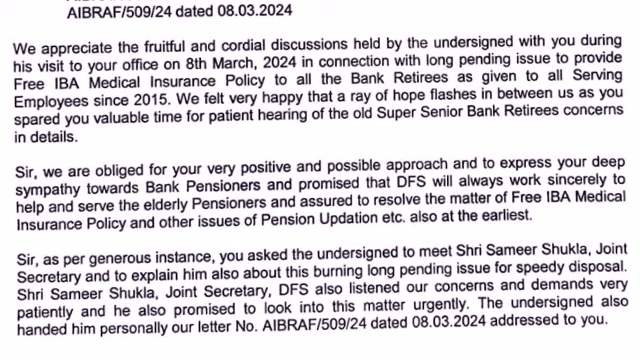 AIBRAF/509/24 dated 08.03.2024
We appreciate the fruitful and cordial discussions held by the undersigned with you during
his visit to your office on 8th March, 2024 in connection with long pending issue to provide
Free IBA Medical Insurance Policy to all the Bank Retirees as given to all Serving
Employees since 2015. We felt very happy that a ray of hope flashes in between us as you
spared you valuable time for patient hearing of the old Super Senior Bank Retirees concerns
in details.
Sir, we are obliged for your very positive and possible approach and to express your deep
sympathy towards Bank Pensioners and promised that DFS will always work sincerely to
help and serve the elderly Pensioners and assured to resolve the matter of Free IBA Medical
Insurance Policy and other issues of Pension Updation etc. also at the earliest.
Sir, as per generous instance, you asked the undersigned to meet Shri Sameer Shukla, Joint
Secretary and to explain him also about this burning long pending issue for speedy disposal.
Shri Sameer Shukla, Joint Secretary, DFS also listened our concerns and demands very
patiently and he also promised to look into this matter urgently. The undersigned also
handed him personally our letter No. AIBRAF/509/24 dated 08.03.2024 addressed to you.